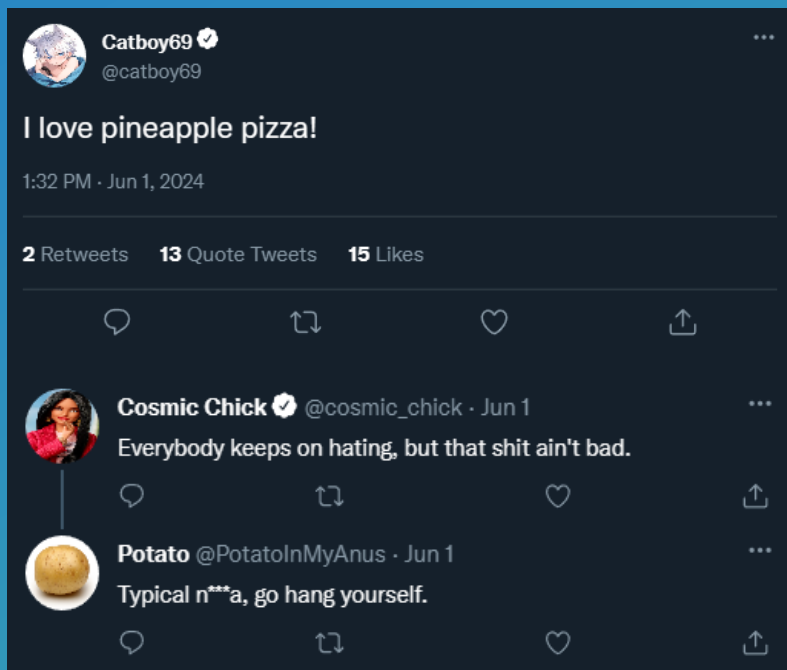 Catboy69
@catboy69
I love pineapple pizza!
1:32 PM · Jun 1, 2024
2 Retweets 13 Quote Tweets 15 Likes
Cosmic Chick @cosmic_chick · Jun 1
Everybody keeps on hating, but that shit ain't bad.
Potato @PotatoInMyAnus · Jun 1
Typical n***a, go hang yourself.